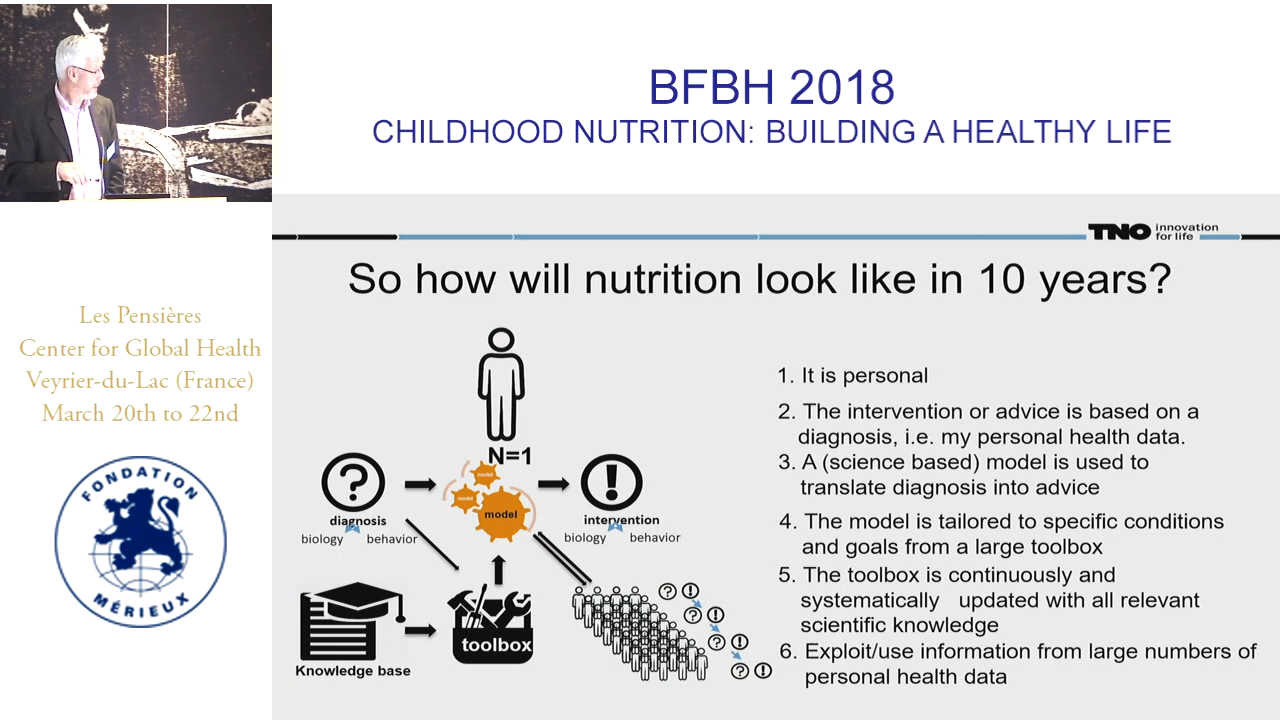 BFBH 2018
CHILDHOOD NUTRITION: BUILDING A HEALTHY LIFE
Les Pensières
Center for Global Health
Veyrier-du-Lac (France)
March 20th to 22nd
FONDATION
MÉRIEUX
TNO innovation
for life
So how will nutrition look like in 10 years?
N=1
model
model
model
diagnosis
biology behavior
intervention
biology behavior
Knowledge base
toolbox
1. It is personal
2. The intervention or advice is based on a
diagnosis, i.e. my personal health data.
3. A (science based) model is used to
translate diagnosis into advice
4. The model is tailored to specific conditions
and goals from a large toolbox
5. The toolbox is continuously and
systematically updated with all relevant
scientific knowledge
6. Exploit/use information from large numbers of
personal health data